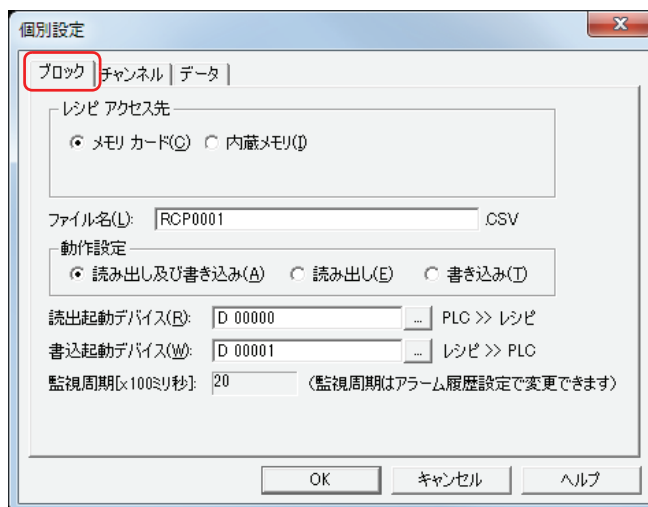 個別設定
ブロック チャンネル データ
レシピ アクセス先
メモリ カード(C) 内蔵メモリ(I)
ファイル名(L): RCP0001 .CSV
動作設定
読み出し及び書き込み(A) 読み出し(E) 書き込み(T)
読出起動デバイス(R): D 00000 ... PLC >> レシピ
書込起動デバイス(W): D 00001 ... レシピ >> PLC
監視周期[x100ミリ秒]: 20 (監視周期はアラーム履歴設定で変更できます)
OK キャンセル ヘルプ